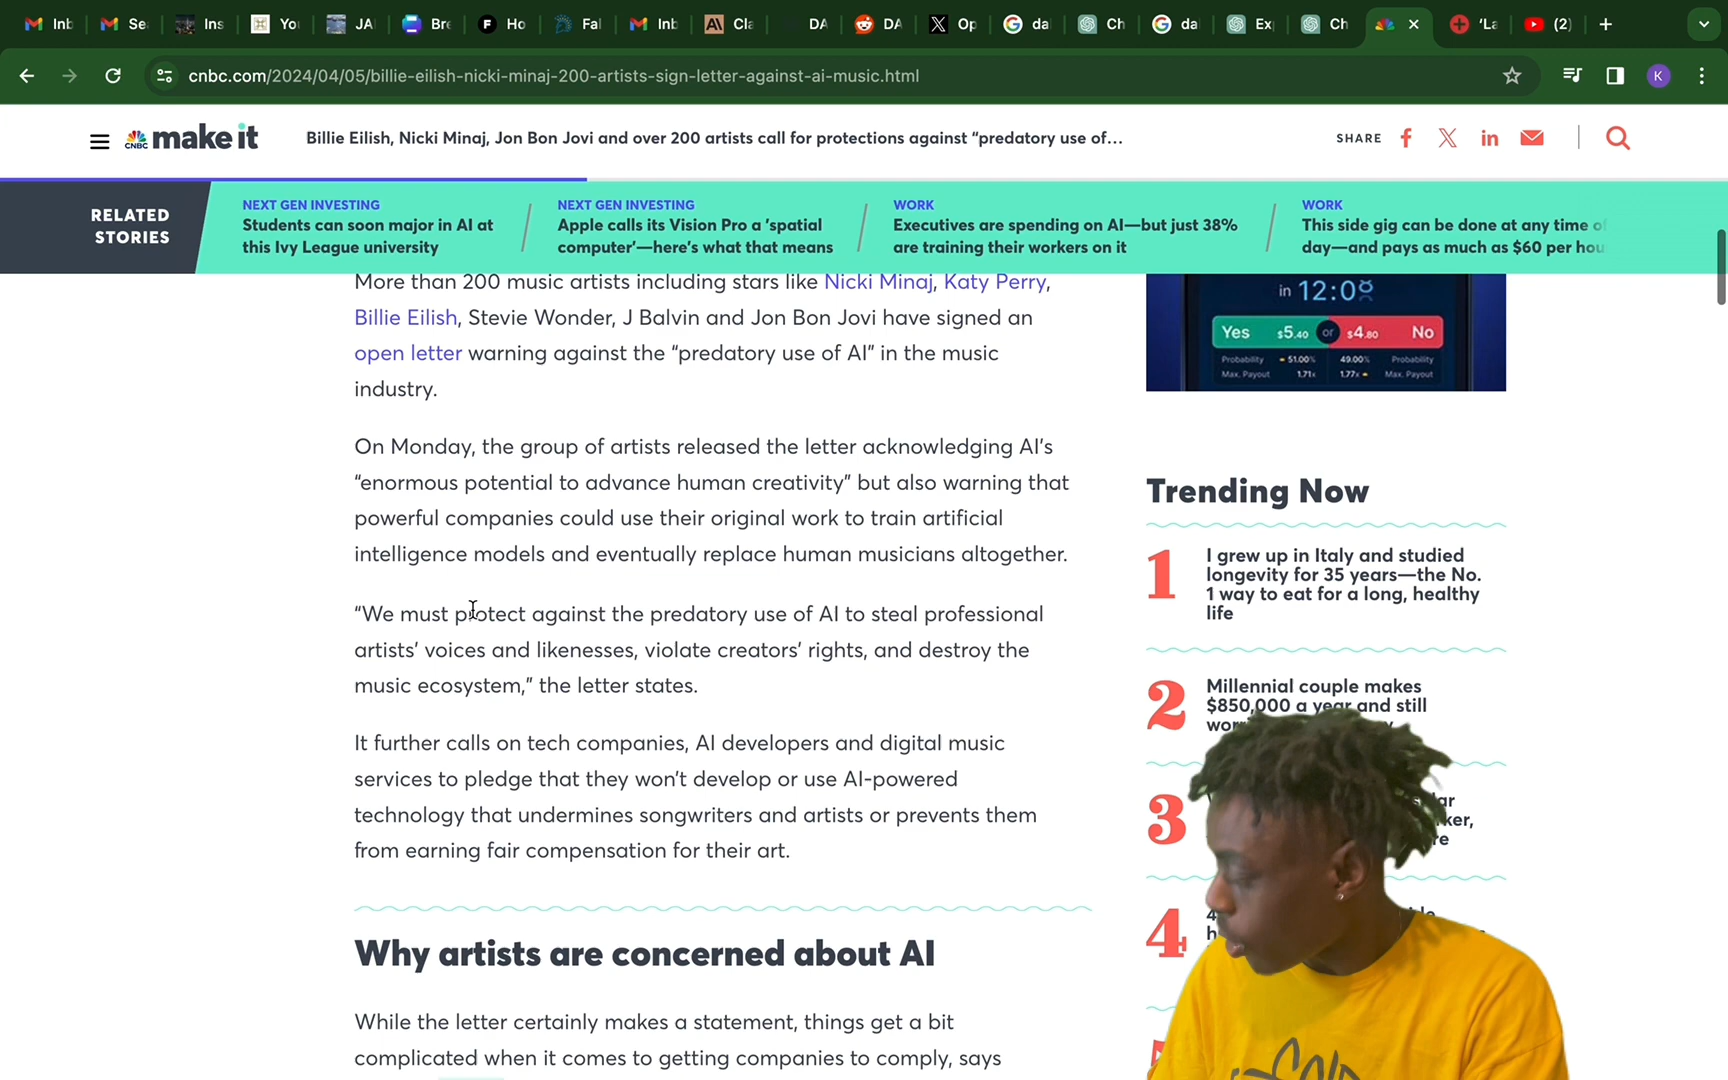 Inb
Se
Ins
You
JA
Bre
Ho
Fal
Inb
Cla
DA
DA
Op
da
Ch
da
Ex
Ch
'La
(2)
cnbc.com/2024/04/05/billie-eilish-nicki-minaj-200-artists-sign-letter-against-ai-music.html
K
CNBC make it
Billie Eilish, Nicki Minaj, Jon Bon Jovi and over 200 artists call for protections against “predatory use of…
SHARE
RELATED
STORIES
NEXT GEN INVESTING
Students can soon major in AI at
this Ivy League university
NEXT GEN INVESTING
Apple calls its Vision Pro a 'spatial
computer'—here's what that means
WORK
Executives are spending on AI—but just 38%
are training their workers on it
WORK
This side gig can be done at any time of
day—and pays as much as $60 per hou
More than 200 music artists including stars like Nicki Minaj, Katy Perry,
Billie Eilish, Stevie Wonder, J Balvin and Jon Bon Jovi have signed an
open letter warning against the “predatory use of AI” in the music
industry.
On Monday, the group of artists released the letter acknowledging AI’s
“enormous potential to advance human creativity” but also warning that
powerful companies could use their original work to train artificial
intelligence models and eventually replace human musicians altogether.
“We must protect against the predatory use of AI to steal professional
artists’ voices and likenesses, violate creators’ rights, and destroy the
music ecosystem,” the letter states.
It further calls on tech companies, AI developers and digital music
services to pledge that they won’t develop or use AI-powered
technology that undermines songwriters and artists or prevents them
from earning fair compensation for their art.
Why artists are concerned about AI
While the letter certainly makes a statement, things get a bit
complicated when it comes to getting companies to comply, says
in 12:08
Yes $5.40 or $4.80 No
Probability 51.00% 49.00% Probability
Max. Payout 1.71x 1.77x Max. Payout
Trending Now
1
I grew up in Italy and studied
longevity for 35 years—the No.
1 way to eat for a long, healthy
life
2
Millennial couple makes
$850,000 a year and still
3
4